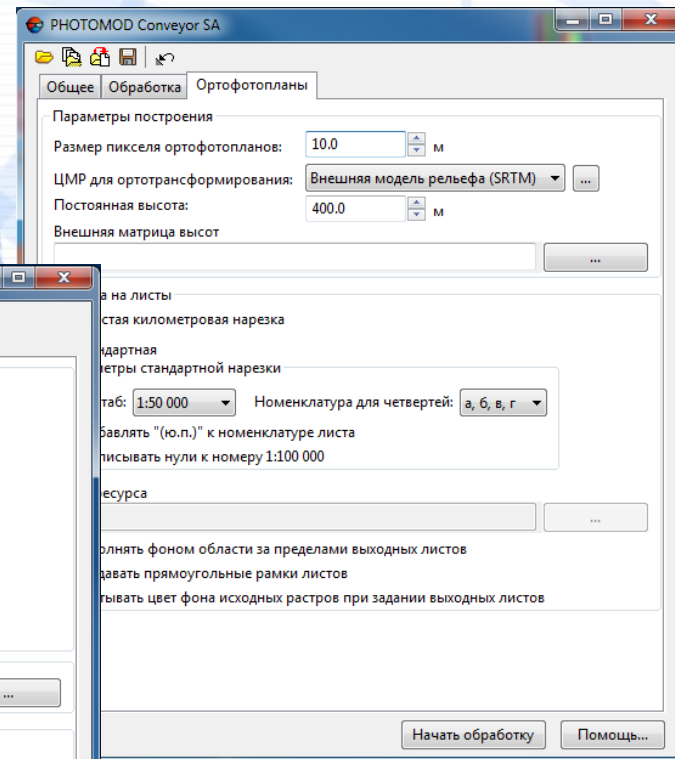 PHOTOMOD Conveyor SA
Общее Обработка Ортофотопланы
Параметры построения
Размер пикселя ортофотопланов: 10.0 м
ЦМР для ортотрансформирования: Внешняя модель рельефа (SRTM) ...
Постоянная высота: 400.0 м
Внешняя матрица высот
...
а на листы
стая километровая нарезка
ндартная
етры стандартной нарезки
таб: 1:50 000 Номенклатура для четвертей: а, б, в, г
бавлять "(ю.п.)" к номенклатуре листа
писывать нули к номеру 1:100 000
есурса
...
олнять фоном области за пределами выходных листов
давать прямоугольные рамки листов
тывать цвет фона исходных растров при задании выходных листов
...
Начать обработку Помощь...